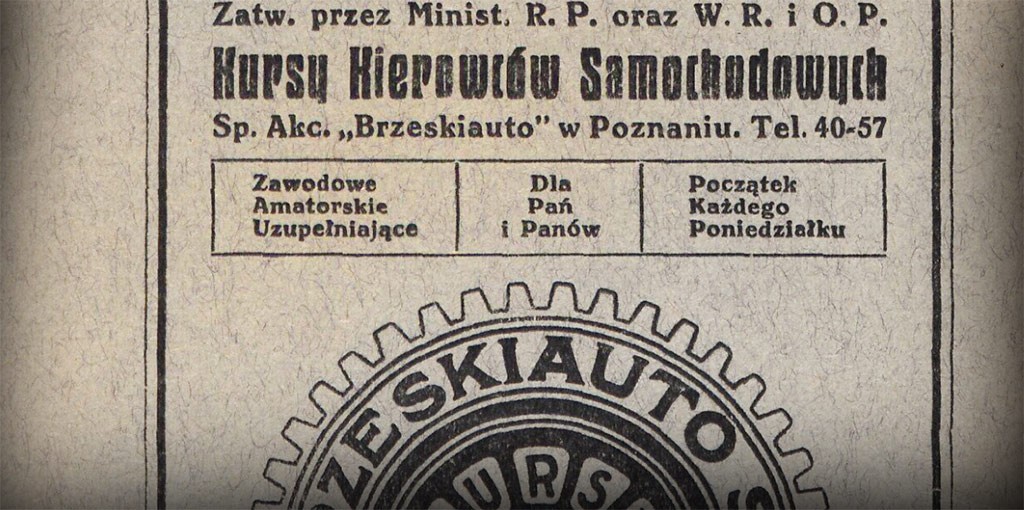 Zatw. przez Minist. R. P. oraz W. R. i O. P.
Kursy Kierowców Samochodowych
Sp. Akc. „Brzeskiauto” w Poznaniu. Tel. 40-57
Zawodowe
Amatorskie
Uzupełniające
Dla
Pań
i Panów
Początek
Każdego
Poniedziałku
ZESKIAUTO S
URS